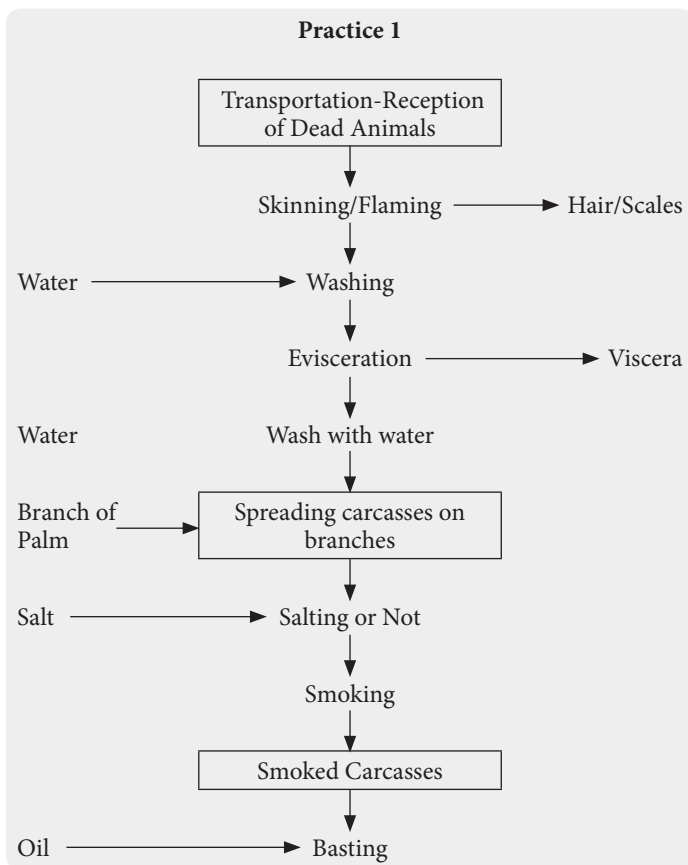 Practice 1
Transportation-Reception
of Dead Animals
Skinning/Flaming
Hair/Scales
Water
Washing
Evisceration
Viscera
Water
Wash with water
Branch of
Palm
Spreading carcasses on
branches
Salt
Salting or Not
Smoking
Smoked Carcasses
Oil
Basting